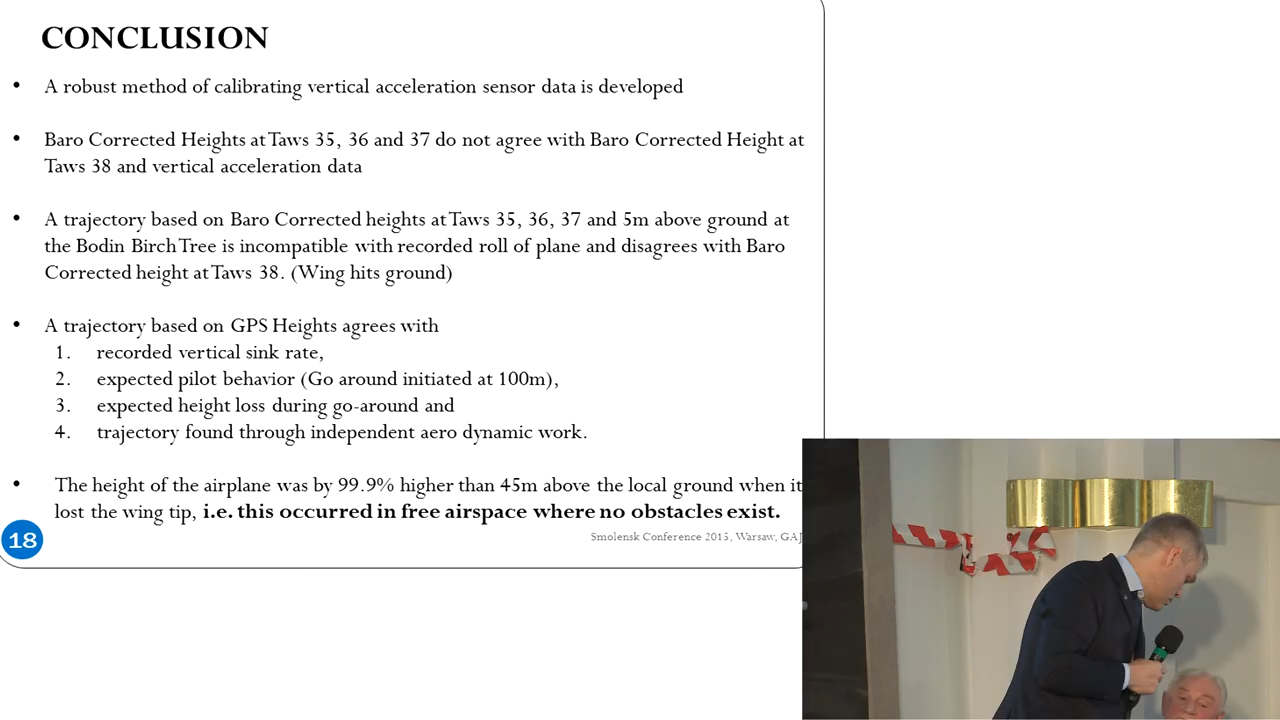 CONCLUSION
• A robust method of calibrating vertical acceleration sensor data is developed
• Baro Corrected Heights at Taws 35, 36 and 37 do not agree with Baro Corrected Height at
Taws 38 and vertical acceleration data
• A trajectory based on Baro Corrected heights at Taws 35, 36, 37 and 5m above ground at
the Bodin Birch Tree is incompatible with recorded roll of plane and disagrees with Baro
Corrected height at Taws 38. (Wing hits ground)
• A trajectory based on GPS Heights agrees with
1. recorded vertical sink rate,
2. expected pilot behavior (Go around initiated at 100m),
3. expected height loss during go-around and
4. trajectory found through independent aero dynamic work.
• The height of the airplane was by 99.9% higher than 45m above the local ground when it
lost the wing tip, i.e. this occurred in free airspace where no obstacles exist.
18
Smolensk Conference 2015, Warsaw, GAJ